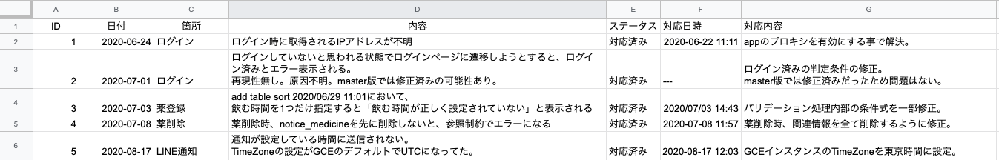 A B C D E F G
1 ID 日付 箇所 内容 ステータス 対応日時 対応内容
2 1 2020-06-24 ログイン ログイン時に取得されるIPアドレスが不明 対応済み 2020-06-22 11:11 appのプロキシを有効にする事で解決。
ログインしていないと思われる状態でログインページに遷移しようとすると、ログイ
3 ン済みとエラー表示される。 ログイン済みの判定条件の修正。
2 2020-07-01 ログイン 再現性無し。原因不明。master版では修正済みの可能性あり。 対応済み --- master版では修正済みだったため問題はない。
4 add table sort 2020/06/29 11:01において、
3 2020-07-03 薬登録 飲む時間を1つだけ指定すると「飲む時間が正しく設定されていない」と表示される 対応済み 2020/07/03 14:43 バリデーション処理内部の条件式を一部修正。
5 4 2020-07-08 薬削除 薬削除時、notice_medicineを先に削除しないと、参照制約でエラーになる 対応済み 2020-07-08 11:57 薬削除時、関連情報を全て削除するように修正。
6 通知が設定している時間に送信されない。
5 2020-08-17 LINE通知 TimeZoneの設定がGCEのデフォルトでUTCになってた。 対応済み 2020-08-17 12:03 GCEインスタンスのTimeZoneを東京時間に設定。